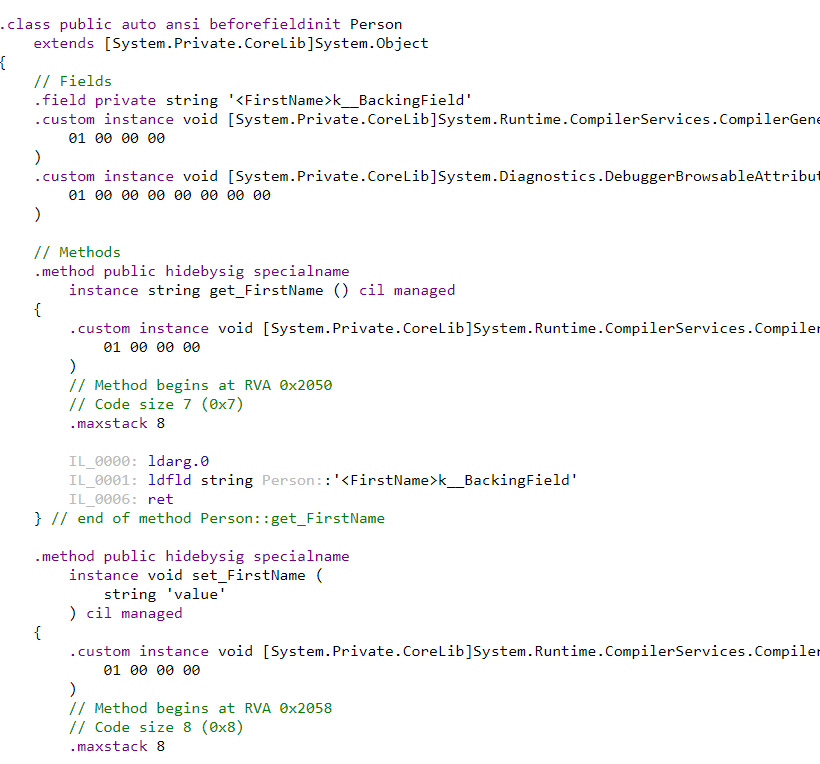 .class public auto ansi beforefieldinit Person
    extends [System.Private.CoreLib]System.Object
{
    // Fields
    .field private string '<FirstName>k__BackingField'
    .custom instance void [System.Private.CoreLib]System.Runtime.CompilerServices.CompilerGene
        01 00 00 00
    )
    .custom instance void [System.Private.CoreLib]System.Diagnostics.DebuggerBrowsableAttribut
        01 00 00 00 00 00 00 00
    )

    // Methods
    .method public hidebysig specialname
        instance string get_FirstName () cil managed
    {
        .custom instance void [System.Private.CoreLib]System.Runtime.CompilerServices.Compiler
            01 00 00 00
        )
        // Method begins at RVA 0x2050
        // Code size 7 (0x7)
        .maxstack 8

        IL_0000: ldarg.0
        IL_0001: ldfld string Person::'<FirstName>k__BackingField'
        IL_0006: ret
    } // end of method Person::get_FirstName

    .method public hidebysig specialname
        instance void set_FirstName (
            string 'value'
        ) cil managed
    {
        .custom instance void [System.Private.CoreLib]System.Runtime.CompilerServices.Compiler
            01 00 00 00
        )
        // Method begins at RVA 0x2058
        // Code size 8 (0x8)
        .maxstack 8